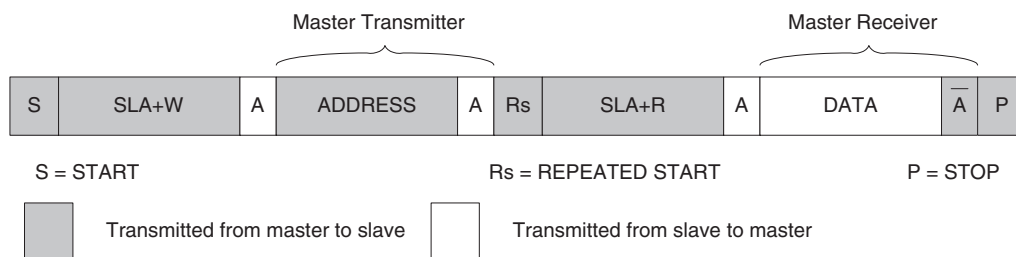 Master Transmitter Master Receiver
S SLA+W A ADDRESS A Rs SLA+R A DATA A̅ P
S = START Rs = REPEATED START P = STOP
Transmitted from master to slave Transmitted from slave to master